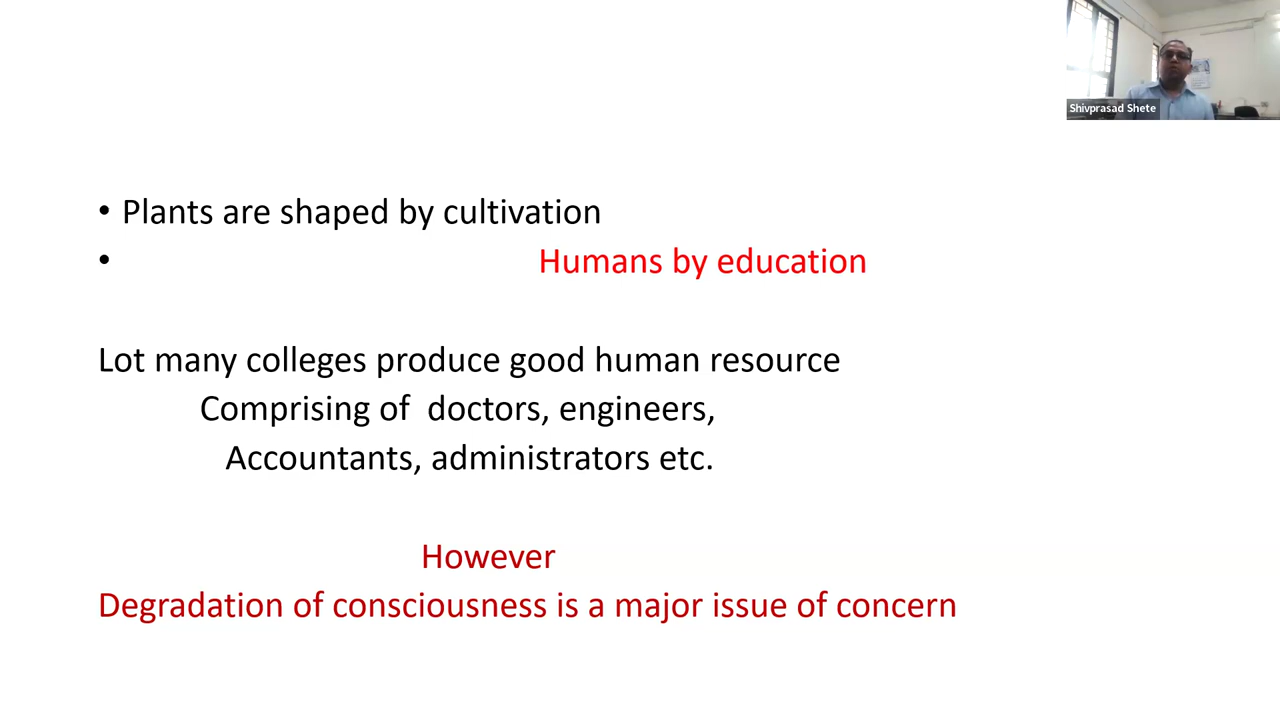 Shivprasad Shete
• Plants are shaped by cultivation
• Humans by education
Lot many colleges produce good human resource
Comprising of doctors, engineers,
Accountants, administrators etc.
However
Degradation of consciousness is a major issue of concern